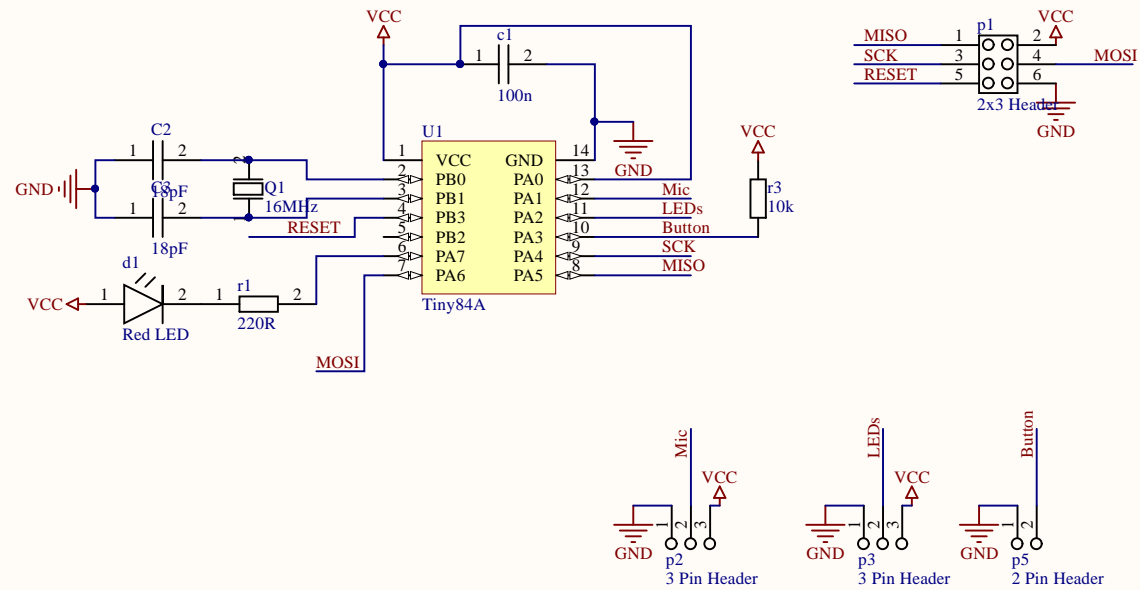 VCC
c1
1 2
100n
GND
p1
MISO 1 2 VCC
SCK 3 4 MOSI
RESET 5 6
2x3 Header
GND
C2
1 2
18pF
GND
C3
1 2
18pF
2
Q1
16MHz
1
RESET
U1
1 VCC GND 14
2 PB0 PA0 13
3 PB1 PA1 12 Mic
4 PB3 PA2 11 LEDs
5 PB2 PA3 10 Button
6 PA7 PA4 9 SCK
7 PA6 PA5 8 MISO
Tiny84A
VCC
r3
10k
d1
VCC 1 2
Red LED
r1
1 2
220R
MOSI
Mic
VCC
GND
1 2 3
p2
3 Pin Header
LEDs
VCC
GND
1 2 3
p3
3 Pin Header
Button
GND
1 2
p5
2 Pin Header